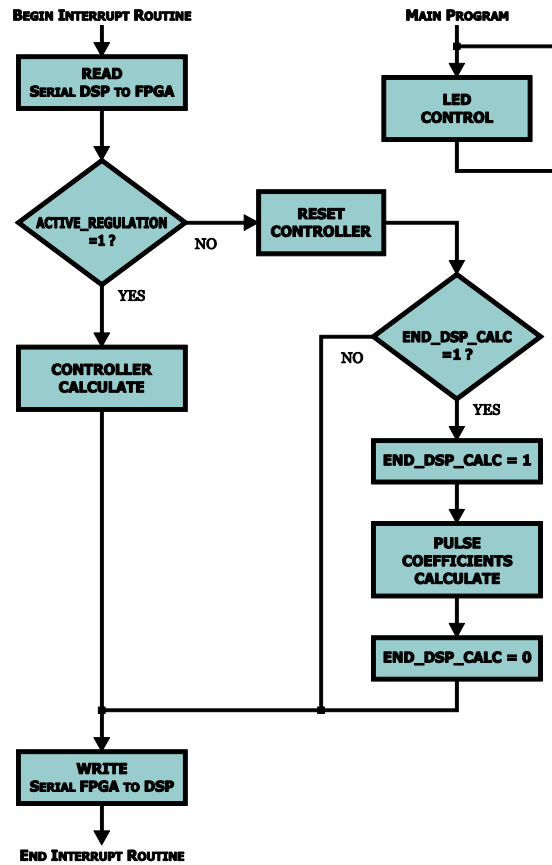 BEGIN INTERRUPT ROUTINE
MAIN PROGRAM
READ
SERIAL DSP TO FPGA
LED
CONTROL
ACTIVE_REGULATION
=1 ?
NO
RESET
CONTROLLER
YES
END_DSP_CALC
=1 ?
NO
CONTROLLER
CALCULATE
YES
END_DSP_CALC = 1
PULSE
COEFFICIENTS
CALCULATE
END_DSP_CALC = 0
WRITE
SERIAL FPGA TO DSP
END INTERRUPT ROUTINE